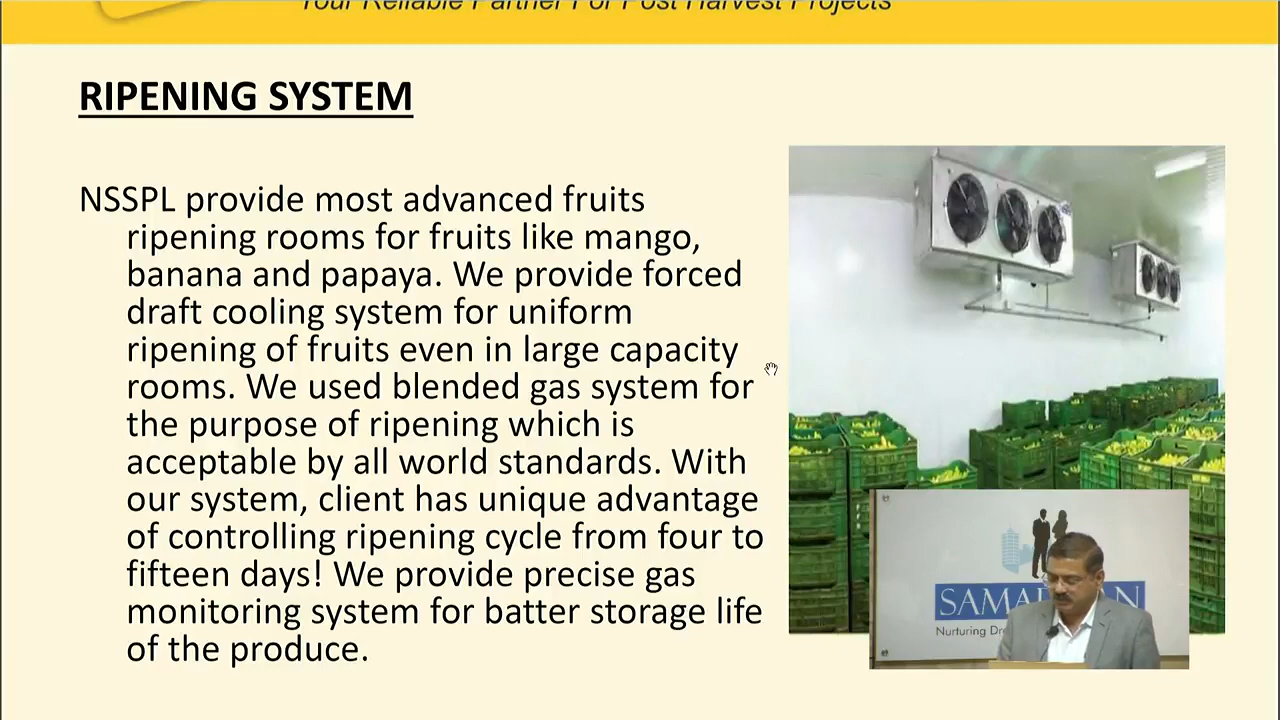 Your Reliable Partner For Post Harvest Projects
RIPENING SYSTEM
NSSPL provide most advanced fruits
ripening rooms for fruits like mango,
banana and papaya. We provide forced
draft cooling system for uniform
ripening of fruits even in large capacity
rooms. We used blended gas system for
the purpose of ripening which is
acceptable by all world standards. With
our system, client has unique advantage
of controlling ripening cycle from four to
fifteen days! We provide precise gas
monitoring system for batter storage life
of the produce.
Nurturing